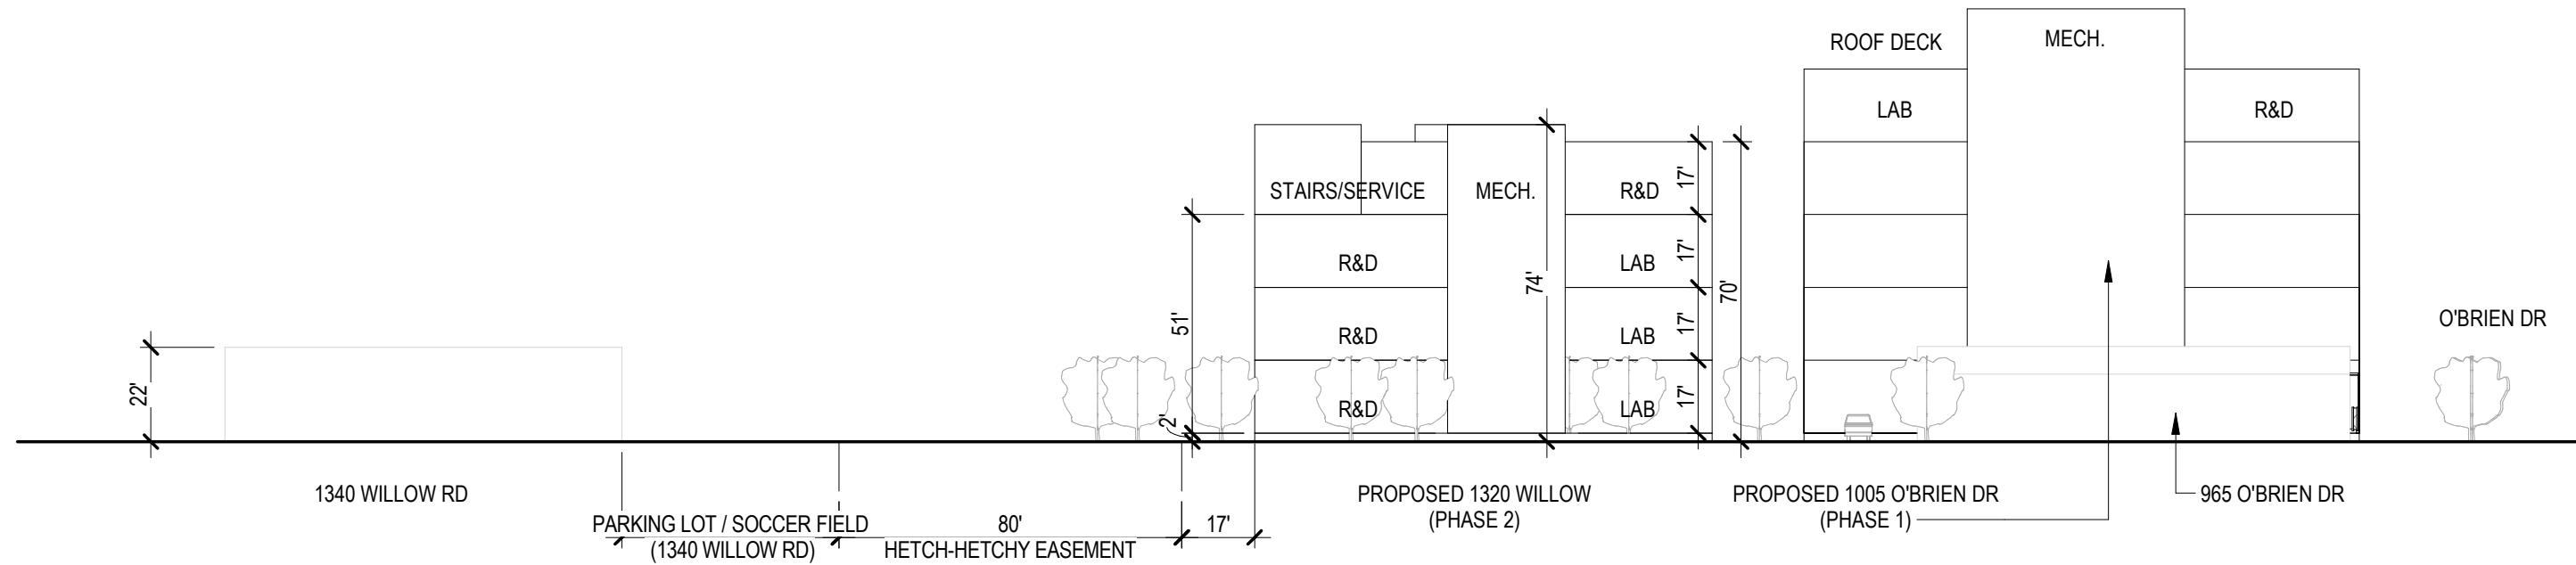 ROOF DECK
MECH.
LAB
R&D
STAIRS/SERVICE
MECH.
R&D
17'
R&D
LAB
17'
74'
70'
51'
R&D
LAB
17'
O'BRIEN DR
22'
2'
R&D
LAB
17'
1340 WILLOW RD
PROPOSED 1320 WILLOW
(PHASE 2)
PROPOSED 1005 O'BRIEN DR
(PHASE 1)
965 O'BRIEN DR
PARKING LOT / SOCCER FIELD
(1340 WILLOW RD)
80'
HETCH-HETCHY EASEMENT
17'